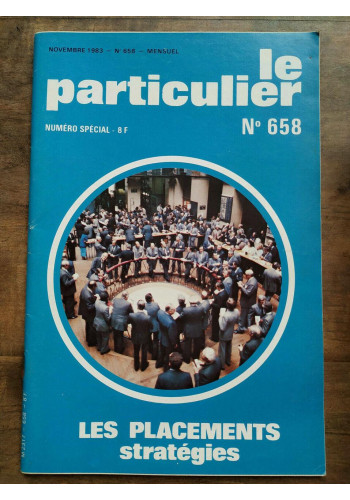 NOVEMBRE 1983 - N° 658 - MENSUEL
le
particulier
NUMÉRO SPÉCIAL - 8 F
N° 658
LES PLACEMENTS
stratégies